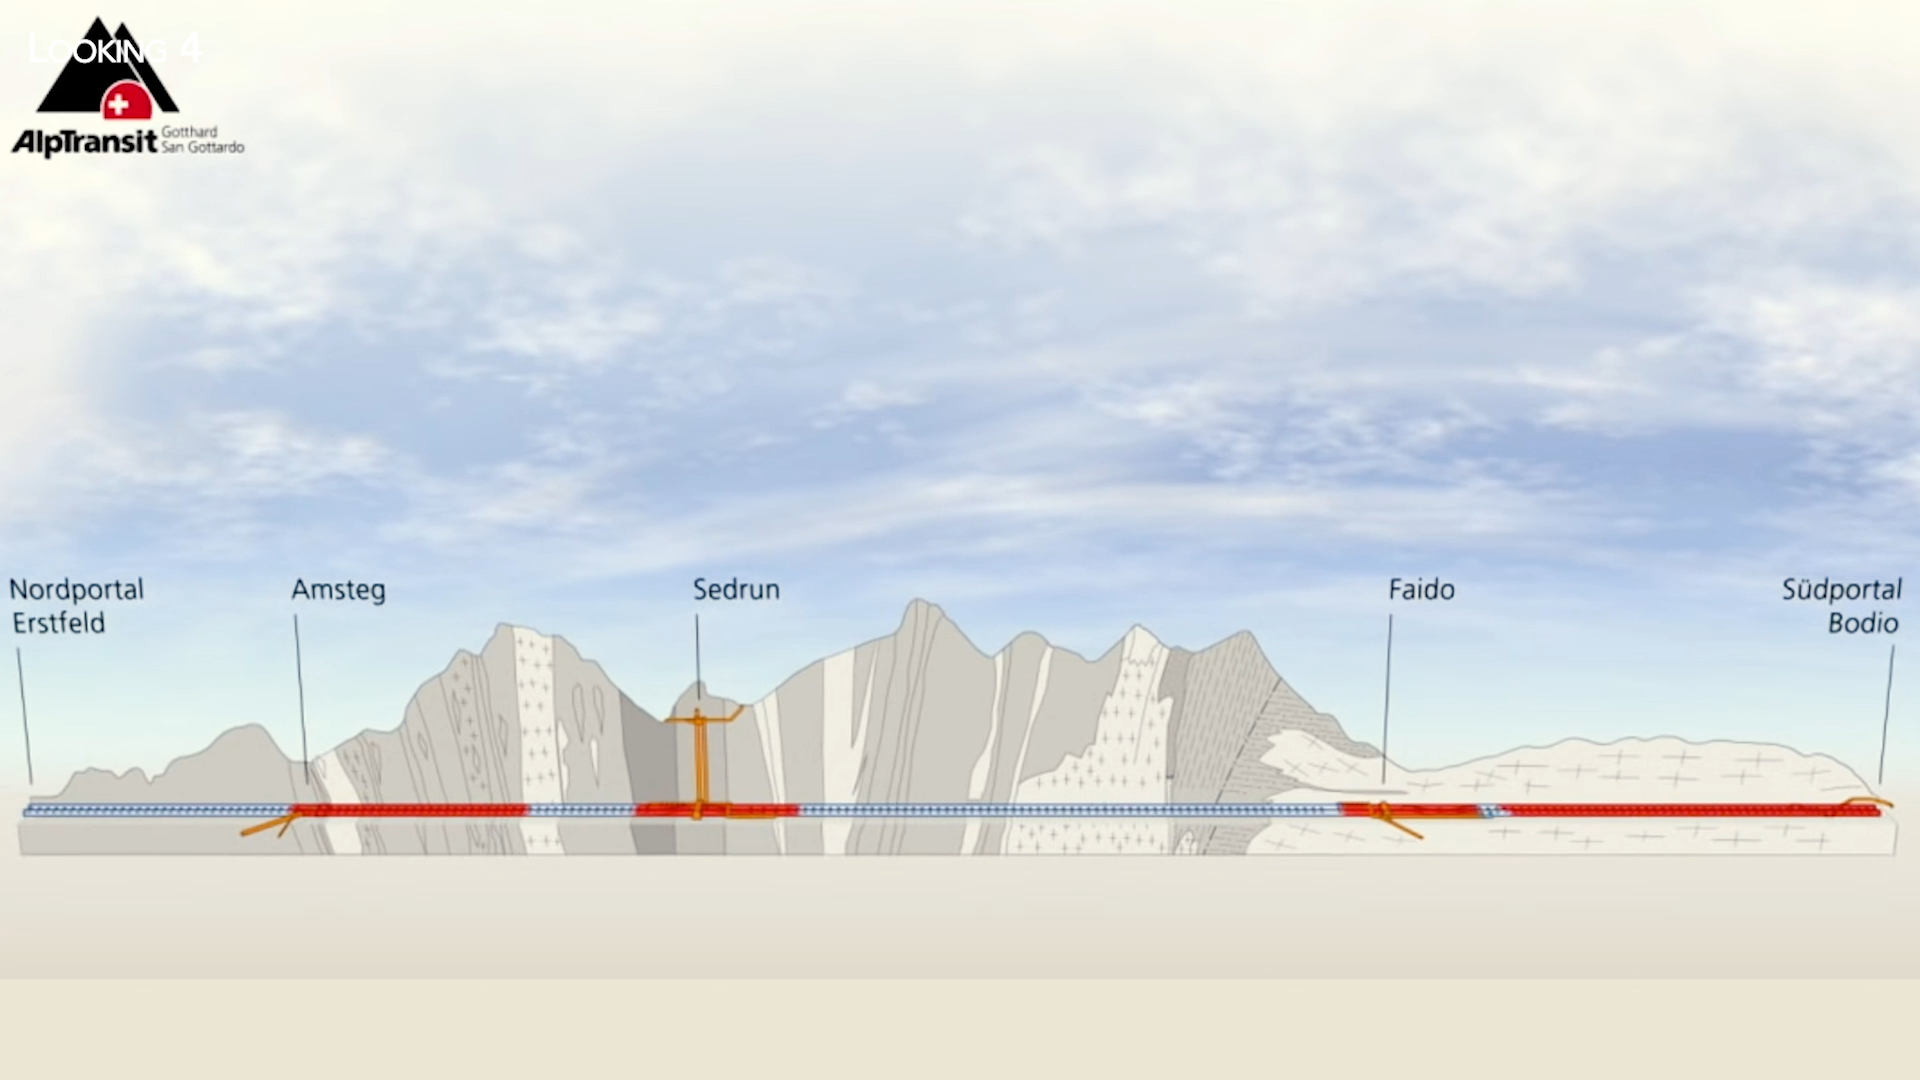 LOOKING 4
AlpTransit
Gotthard
San Gottardo
Nordportal
Erstfeld
Amsteg
Sedrun
Faido
Südportal
Bodio